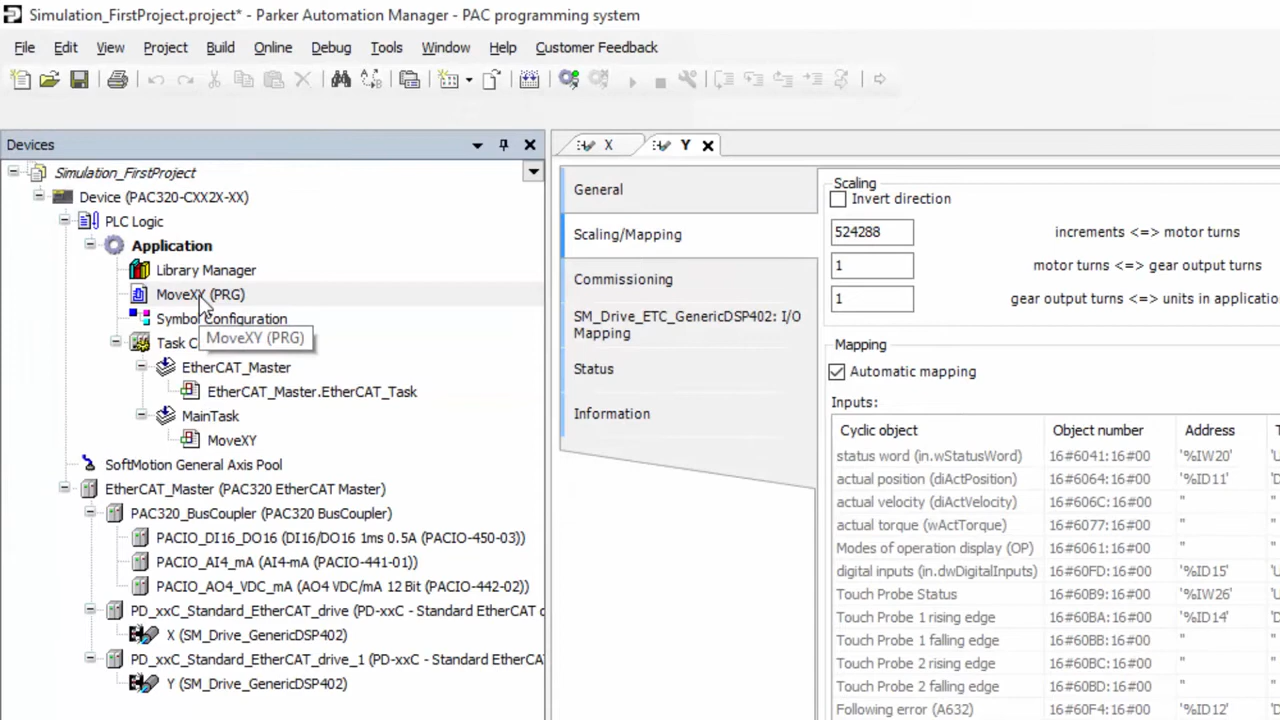 Simulation_FirstProject.project* - Parker Automation Manager - PAC programming system
File Edit View Project Build Online Debug Tools Window Help Customer Feedback
Devices
Simulation_FirstProject
Device (PAC320-CXX2X-XX)
PLC Logic
Application
Library Manager
MoveXY (PRG)
Symbol Configuration
MoveXY (PRG)
Task C
EtherCAT_Master
EtherCAT_Master.EtherCAT_Task
MainTask
MoveXY
SoftMotion General Axis Pool
EtherCAT_Master (PAC320 EtherCAT Master)
PAC320_BusCoupler (PAC320 BusCoupler)
PACIO_DI16_DO16 (DI16/DO16 1ms 0.5A (PACIO-450-03))
PACIO_AI4_mA (AI4-mA (PACIO-441-01))
PACIO_AO4_VDC_mA (AO4 VDC/mA 12 Bit (PACIO-442-02))
PD_xxC_Standard_EtherCAT_drive (PD-xxC - Standard EtherCAT d
X (SM_Drive_GenericDSP402)
PD_xxC_Standard_EtherCAT_drive_1 (PD-xxC - Standard EtherCA
Y (SM_Drive_GenericDSP402)
X Y
General
Scaling/Mapping
Commissioning
SM_Drive_ETC_GenericDSP402: I/O
Mapping
Status
Information
Scaling
Invert direction
524288 increments <=> motor turns
1 motor turns <=> gear output turns
1 gear output turns <=> units in applicatio
Mapping
Automatic mapping
Inputs:
Cyclic object Object number Address T
status word (in.wStatusWord) 16#6041:16#00 '%IW20' 'U
actual position (diActPosition) 16#6064:16#00 '%ID11' 'D
actual velocity (diActVelocity) 16#606C:16#00 '' ''
actual torque (wActTorque) 16#6077:16#00 '' ''
Modes of operation display (OP) 16#6061:16#00 '' ''
digital inputs (in.dwDigitalInputs) 16#60FD:16#00 '%ID15' 'U
Touch Probe Status 16#60B9:16#00 '%IW26' 'U
Touch Probe 1 rising edge 16#60BA:16#00 '%ID14' 'D
Touch Probe 1 falling edge 16#60BB:16#00 '' ''
Touch Probe 2 rising edge 16#60BC:16#00 '' ''
Touch Probe 2 falling edge 16#60BD:16#00 '' ''
Following error (A632) 16#60F4:16#00 '%ID12' 'D